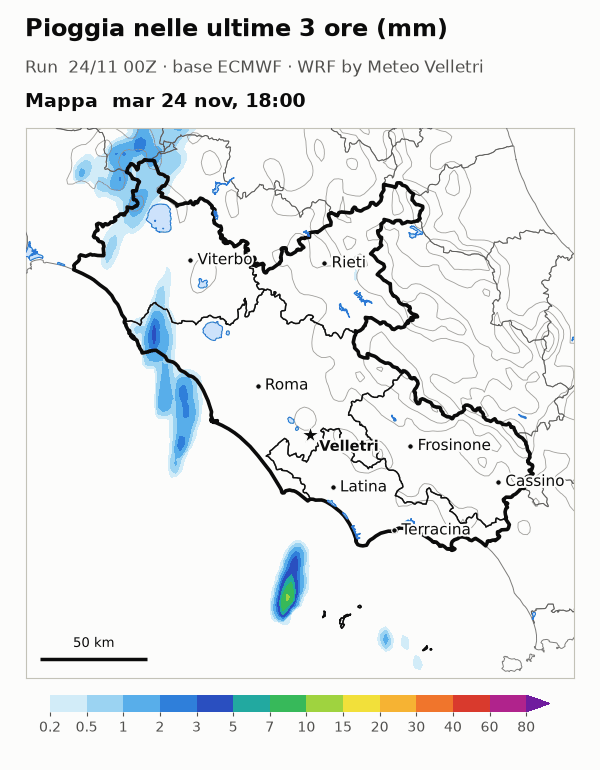 Pioggia nelle ultime 3 ore (mm)
Run  24/11 00Z · base ECMWF · WRF by Meteo Velletri
Mappa  mar 24 nov, 18:00
Viterbo
Rieti
Roma
Velletri
Frosinone
Latina
Cassino
Terracina
50 km
0.2 0.5 1 2 3 5 7 10 15 20 30 40 60 80